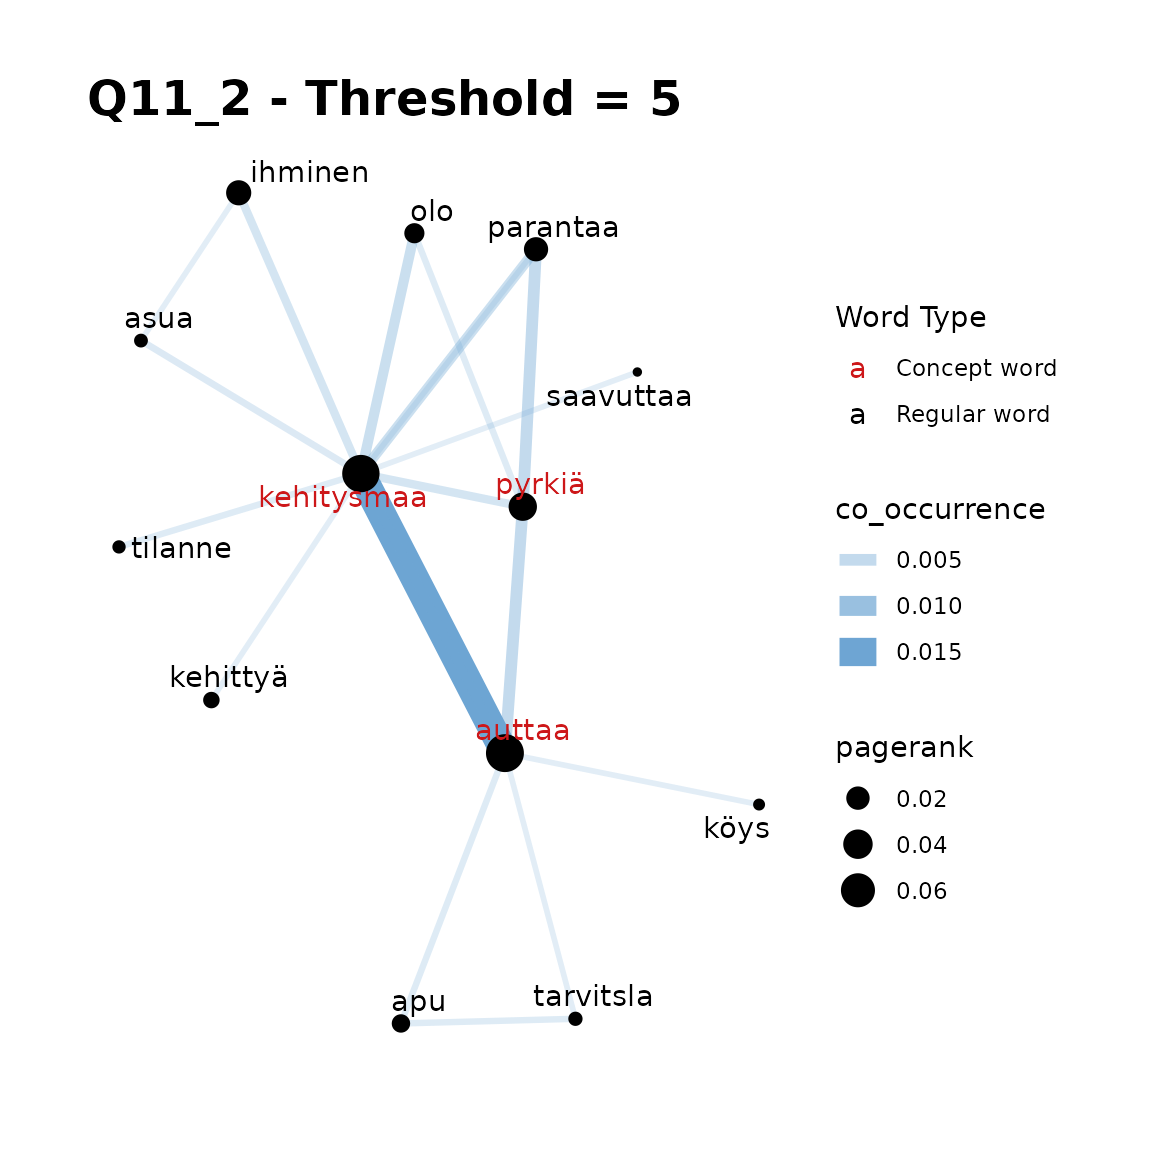 Q11_2 - Threshold = 5
ihminen
olo
parantaa
asua
saavuttaa
pyrkiä
kehitysmaa
tilanne
kehittyä
auttaa
köys
apu
tarvitsla
Word Type
a Concept word
a Regular word
co_occurrence
0.005
0.010
0.015
pagerank
0.02
0.04
0.06